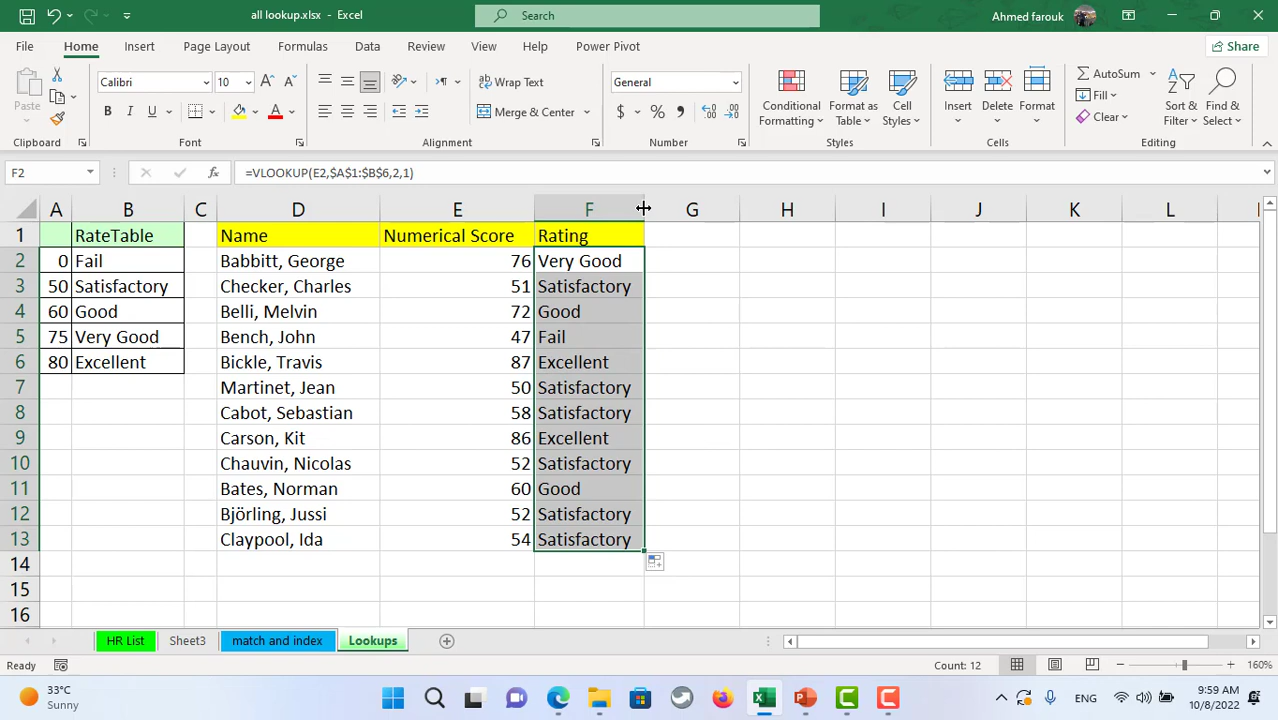 all lookup.xlsx - Excel
Search
Ahmed farouk
File Home Insert Page Layout Formulas Data Review View Help Power Pivot
Share
Paste
Clipboard
Calibri 10
B I U
Font
Wrap Text
Merge & Center
Alignment
General
$ %
Number
Conditional Formatting
Format as Table
Cell Styles
Styles
Insert Delete Format
Cells
AutoSum
Fill
Clear
Sort & Filter
Find & Select
Editing
F2 fx =VLOOKUP(E2,$A$1:$B$6,2,1)
A B C D E F G H I J K L
1 RateTable Name Numerical Score Rating
2 0 Fail Babbitt, George 76 Very Good
3 50 Satisfactory Checker, Charles 51 Satisfactory
4 60 Good Belli, Melvin 72 Good
5 75 Very Good Bench, John 47 Fail
6 80 Excellent Bickle, Travis 87 Excellent
7 Martinet, Jean 50 Satisfactory
8 Cabot, Sebastian 58 Satisfactory
9 Carson, Kit 86 Excellent
10 Chauvin, Nicolas 52 Satisfactory
11 Bates, Norman 60 Good
12 Björling, Jussi 52 Satisfactory
13 Claypool, Ida 54 Satisfactory
14
15
16
HR List Sheet3 match and index Lookups
Ready Count: 12 160%
33°C
Sunny
ENG
9:59 AM
10/8/2022